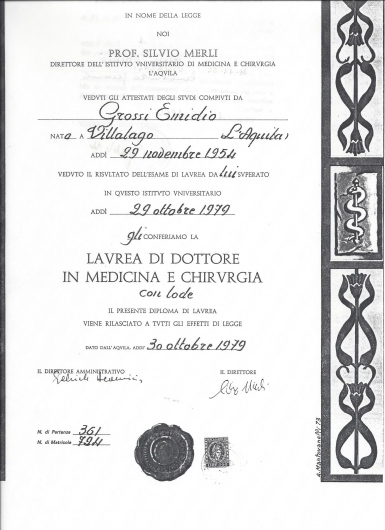 IN NOME DELLA LEGGE
NOI
PROF. SILVIO MERLI
DIRETTORE DELL'ISTITVTO VNIVERSITARIO DI MEDICINA E CHIRVRGIA
L'AQVILA
VEDVTI GLI ATTESTATI DEGLI STVDI COMPIVTI DA
Grossi Emidio
NATO A Villalago L'Aquila)
ADDÌ 29 novembre 1954
VEDVTO IL RISVLTATO DELL'ESAME DI LAVREA DA lui SVPERATO
IN QVESTO ISTITVTO VNIVERSITARIO
ADDÌ 29 ottobre 1979
gli CONFERIAMO LA
LAVREA DI DOTTORE
IN MEDICINA E CHIRVRGIA
con lode
IL PRESENTE DIPLOMA DI LAVREA
VIENE RILASCIATO A TVTTI GLI EFFETTI DI LEGGE
DATO DALL'AQVILA, ADDI' 30 ottobre 1979
IL DIRETTORE AMMINISTRATIVO IL DIRETTORE
N. di Partenza 361
N. di Matricola 794